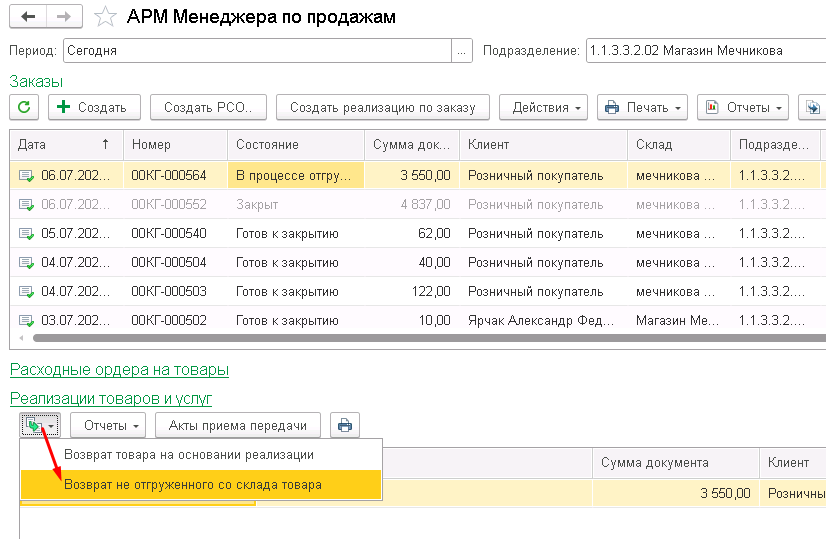 АРМ Менеджера по продажам
Период: Сегодня ... Подразделение: 1.1.3.3.2.02 Магазин Мечникова
Заказы
Создать Создать РСО.. Создать реализацию по заказу Действия Печать Отчеты
Дата ↑ Номер Состояние Сумма док... Клиент Склад Подразде...
06.07.202... 00КГ-000564 В процессе отгру... 3 550,00 Розничный покупатель мечникова ... 1.1.3.3.2....
06.07.202... 00КГ-000552 Закрыт 4 837,00 Розничный покупатель мечникова ... 1.1.3.3.2....
05.07.202... 00КГ-000540 Готов к закрытию 62,00 Розничный покупатель мечникова ... 1.1.3.3.2....
04.07.202... 00КГ-000504 Готов к закрытию 40,00 Розничный покупатель мечникова ... 1.1.3.3.2....
04.07.202... 00КГ-000503 Готов к закрытию 122,00 Розничный покупатель мечникова ... 1.1.3.3.2....
03.07.202... 00КГ-000502 Готов к закрытию 10,00 Ярчак Александр Фед... Магазин Ме... 1.1.3.3.2....
Расходные ордера на товары
Реализации товаров и услуг
Отчеты Акты приема передачи
Возврат товара на основании реализации
Сумма документа Клиент
Возврат не отгруженного со склада товара
3 550,00 Розничны